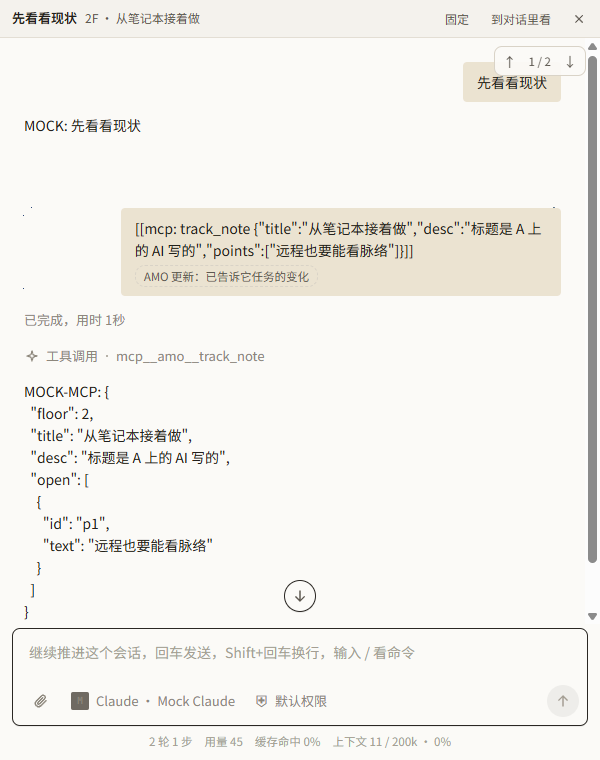 先看看现状 2F · 从笔记本接着做 固定 到对话里看 ×
↑ 1 / 2 ↓
先看看现状
MOCK: 先看看现状
[[mcp: track_note {"title":"从笔记本接着做","desc":"标题是 A 上
的 AI 写的","points":["远程也要能看脉络"]}]]
AMO 更新：已告诉它任务的变化
已完成，用时 1秒
工具调用 · mcp__amo__track_note
MOCK-MCP: {
"floor": 2,
"title": "从笔记本接着做",
"desc": "标题是 A 上的 AI 写的",
"open": [
{
"id": "p1",
"text": "远程也要能看脉络"
}
]
}
继续推进这个会话，回车发送，Shift+回车换行，输入 / 看命令
Claude · Mock Claude 默认权限
2 轮 1 步 用量 45 缓存命中 0% 上下文 11 / 200k · 0%